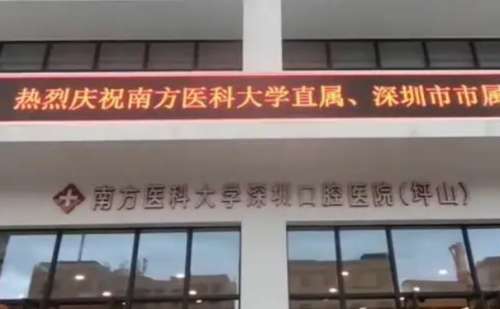 热烈庆祝南方医科大学直属、深圳市市属
南方医科大学深圳口腔医院(坪山)